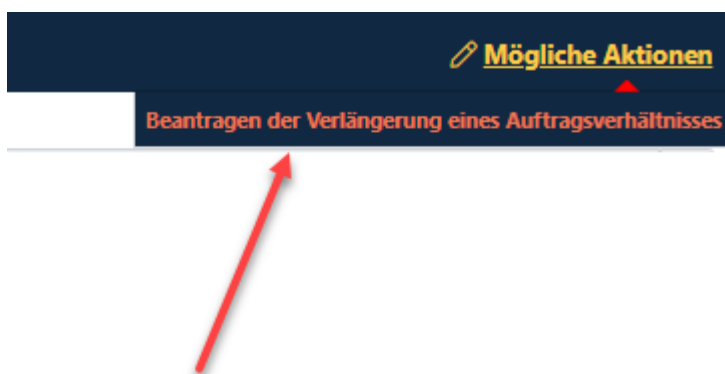 Mögliche Aktionen
Beantragen der Verlängerung eines Auftragsverhältnisses